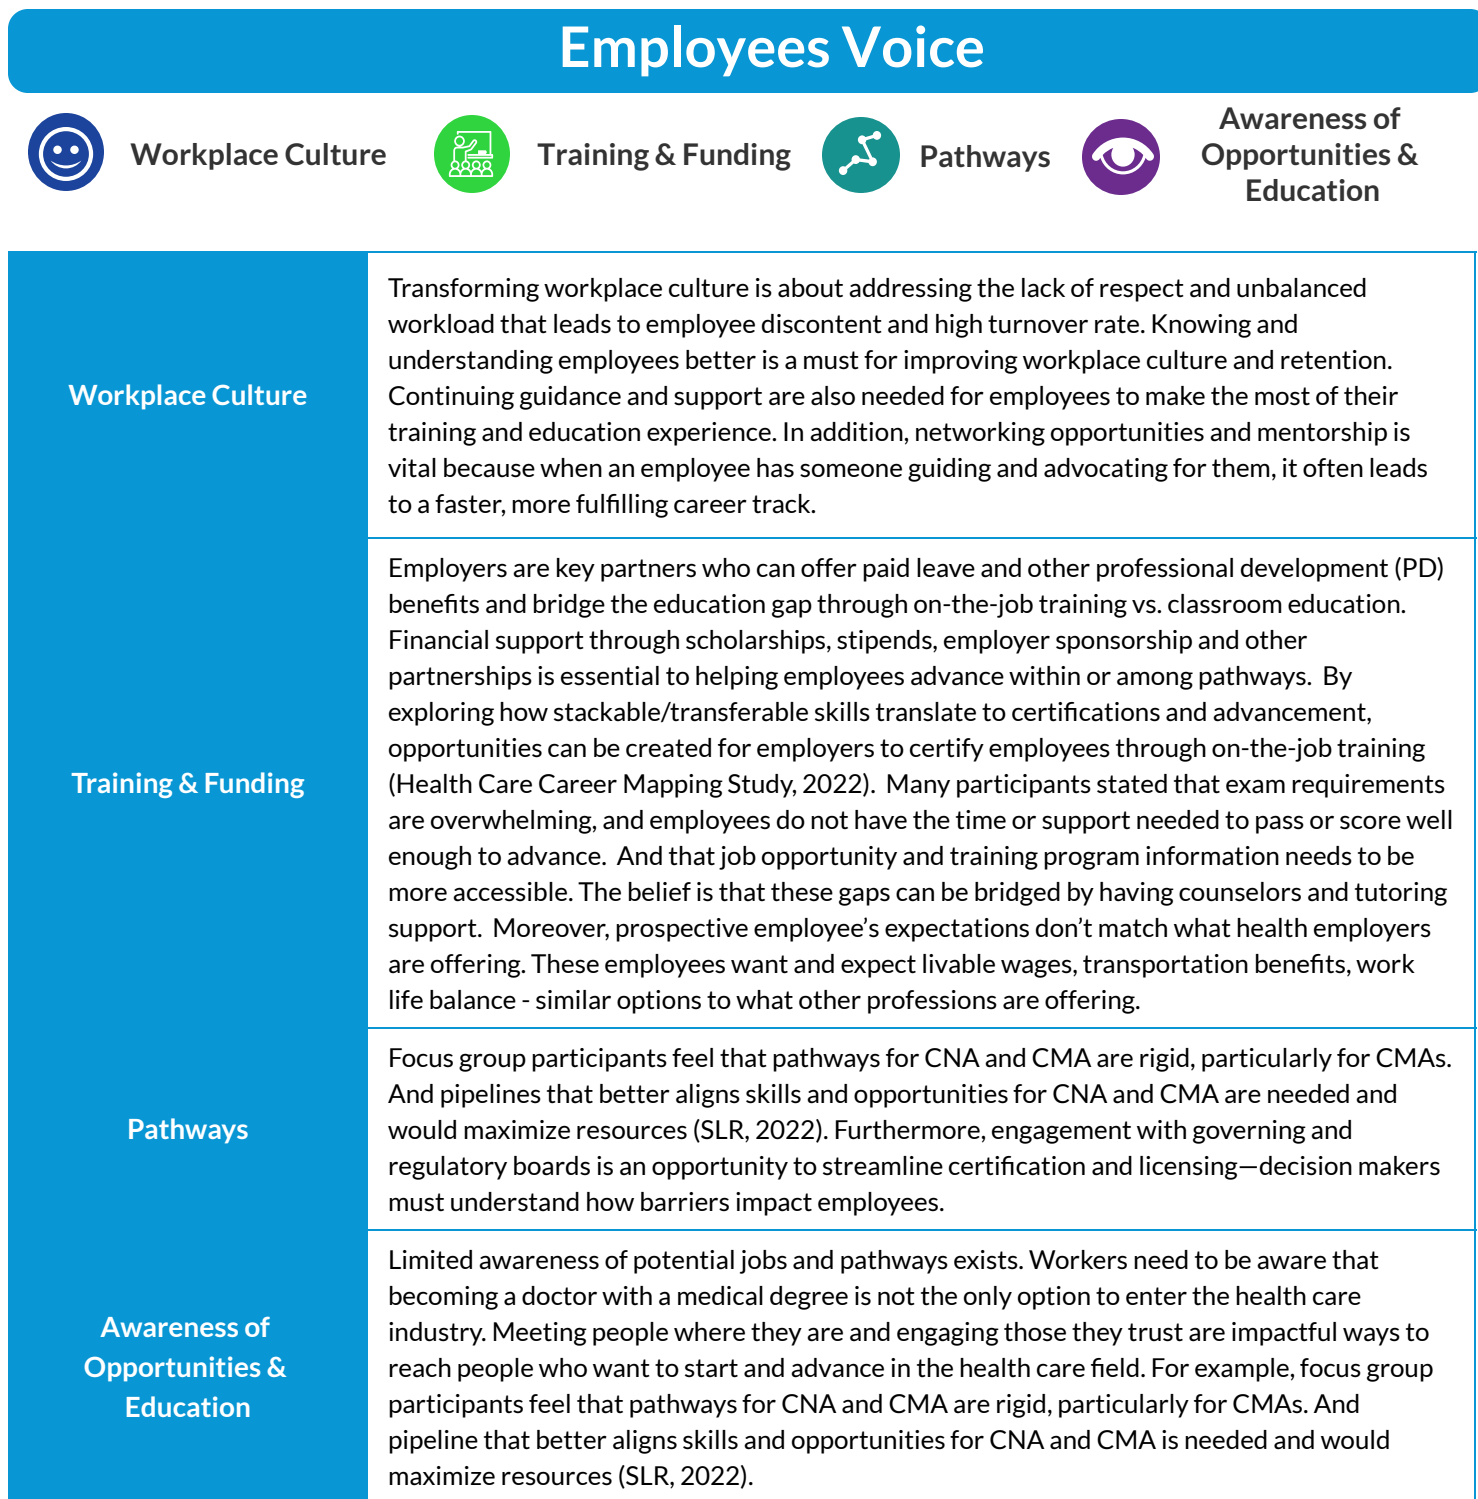 Employees Voice
Workplace Culture
Training & Funding
Pathways
Awareness of
Opportunities &
Education
Workplace Culture
Transforming workplace culture is about addressing the lack of respect and unbalanced
workload that leads to employee discontent and high turnover rate. Knowing and
understanding employees better is a must for improving workplace culture and retention.
Continuing guidance and support are also needed for employees to make the most of their
training and education experience. In addition, networking opportunities and mentorship is
vital because when an employee has someone guiding and advocating for them, it often leads
to a faster, more fulfilling career track.
Training & Funding
Employers are key partners who can offer paid leave and other professional development (PD)
benefits and bridge the education gap through on-the-job training vs. classroom education.
Financial support through scholarships, stipends, employer sponsorship and other
partnerships is essential to helping employees advance within or among pathways.  By
exploring how stackable/transferable skills translate to certifications and advancement,
opportunities can be created for employers to certify employees through on-the-job training
(Health Care Career Mapping Study, 2022).  Many participants stated that exam requirements
are overwhelming, and employees do not have the time or support needed to pass or score well
enough to advance.  And that job opportunity and training program information needs to be
more accessible. The belief is that these gaps can be bridged by having counselors and tutoring
support.  Moreover, prospective employee’s expectations don’t match what health employers
are offering. These employees want and expect livable wages, transportation benefits, work
life balance - similar options to what other professions are offering.
Pathways
Focus group participants feel that pathways for CNA and CMA are rigid, particularly for CMAs.
And pipelines that better aligns skills and opportunities for CNA and CMA are needed and
would maximize resources (SLR, 2022). Furthermore, engagement with governing and
regulatory boards is an opportunity to streamline certification and licensing—decision makers
must understand how barriers impact employees.
Awareness of
Opportunities &
Education
Limited awareness of potential jobs and pathways exists. Workers need to be aware that
becoming a doctor with a medical degree is not the only option to enter the health care
industry. Meeting people where they are and engaging those they trust are impactful ways to
reach people who want to start and advance in the health care field. For example, focus group
participants feel that pathways for CNA and CMA are rigid, particularly for CMAs. And
pipeline that better aligns skills and opportunities for CNA and CMA is needed and would
maximize resources (SLR, 2022).